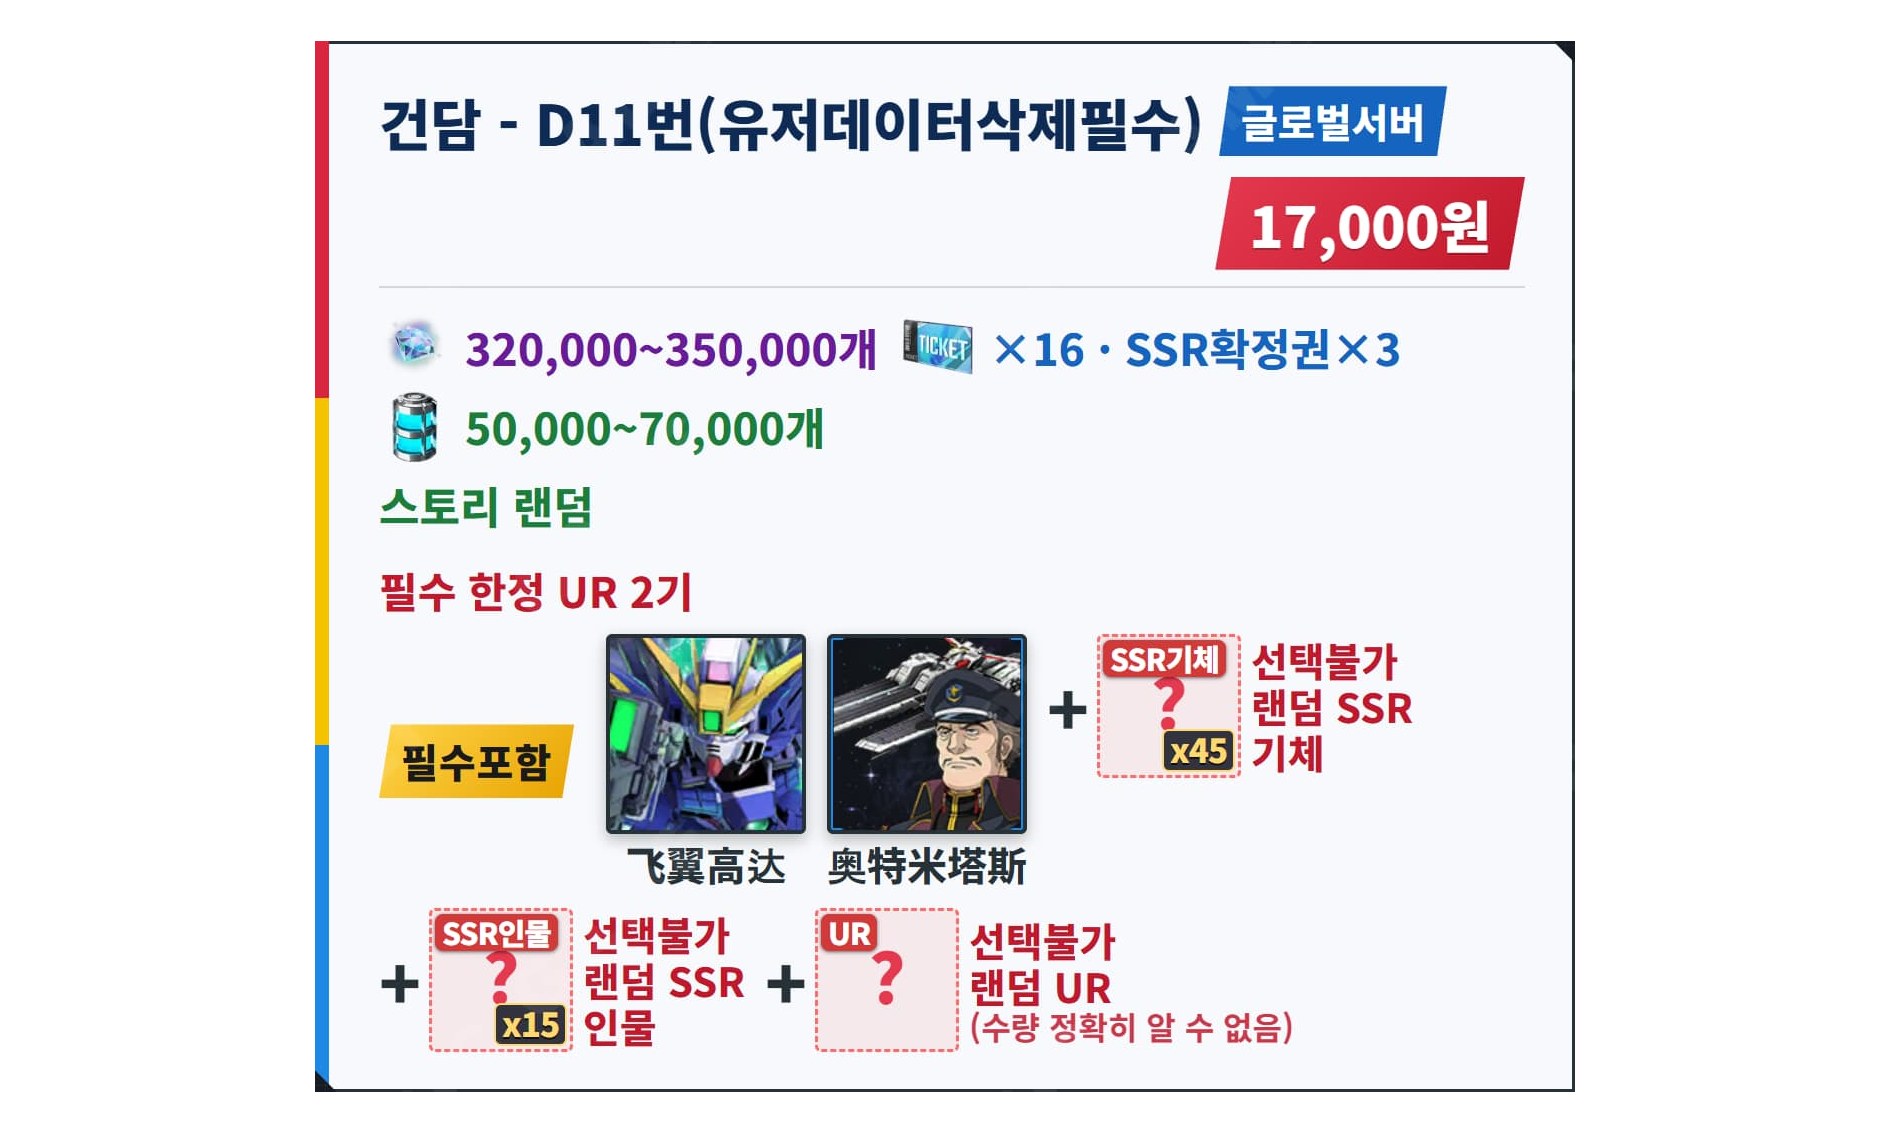 건담 - D11번(유저데이터삭제필수) 글로벌서버
17,000원
320,000~350,000개 TICKET ×16 · SSR확정권×3
50,000~70,000개
스토리 랜덤
필수 한정 UR 2기
필수포함
飞翼高达
奥特米塔斯
+
SSR기체
?
x45
선택불가
랜덤 SSR
기체
+
SSR인물
?
x15
선택불가
랜덤 SSR
인물
+
UR
?
선택불가
랜덤 UR
(수량 정확히 알 수 없음)